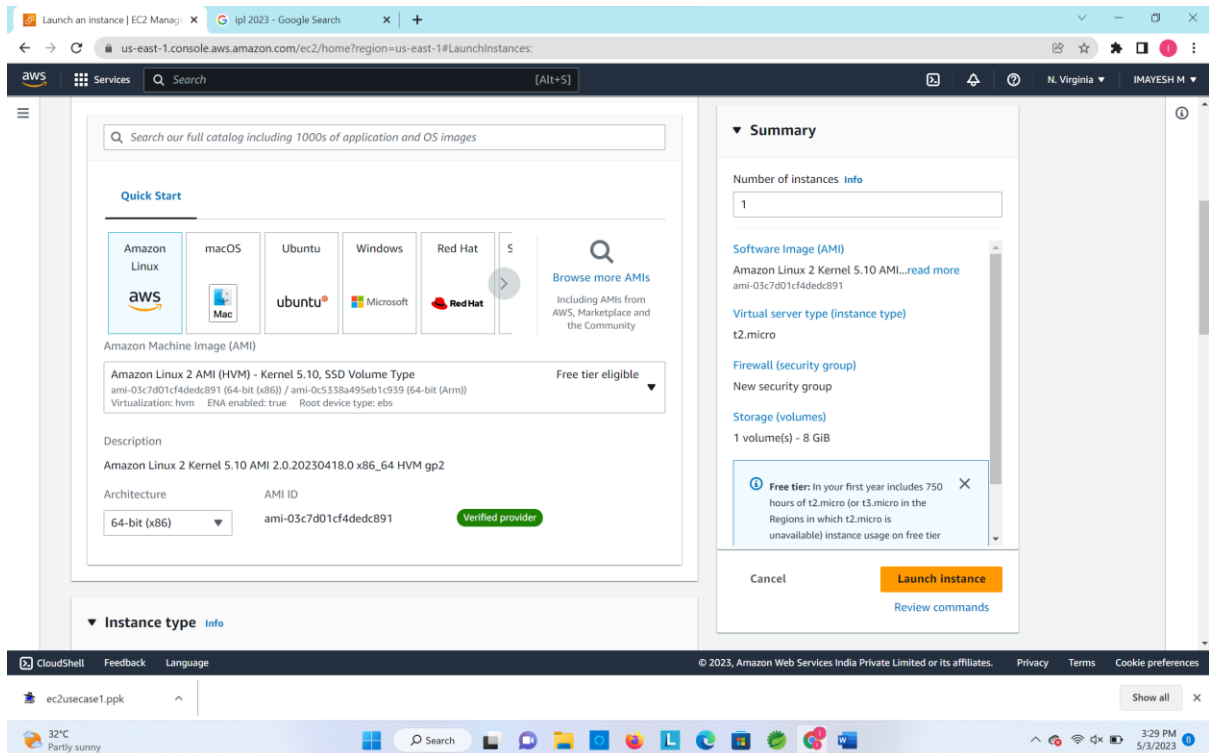 Launch an instance | EC2 Manag
ipl 2023 - Google Search
us-east-1.console.aws.amazon.com/ec2/home?region=us-east-1#LaunchInstances:
aws
Services
Search
[Alt+S]
N. Virginia
IMAYESH M
Search our full catalog including 1000s of application and OS images
Quick Start
Amazon
Linux
aws
macOS
Mac
Ubuntu
ubuntu®
Windows
Microsoft
Red Hat
Red Hat
S
Browse more AMIs
Including AMIs from
AWS, Marketplace and
the Community
Amazon Machine Image (AMI)
Amazon Linux 2 AMI (HVM) - Kernel 5.10, SSD Volume Type
Free tier eligible
ami-03c7d01cf4dedc891 (64-bit (x86)) / ami-0c5338a495eb1c939 (64-bit (Arm))
Virtualization: hvm ENA enabled: true Root device type: ebs
Description
Amazon Linux 2 Kernel 5.10 AMI 2.0.20230418.0 x86_64 HVM gp2
Architecture
AMI ID
64-bit (x86)
ami-03c7d01cf4dedc891
Verified provider
Instance type Info
Summary
Number of instances Info
1
Software Image (AMI)
Amazon Linux 2 Kernel 5.10 AMI...read more
ami-03c7d01cf4dedc891
Virtual server type (instance type)
t2.micro
Firewall (security group)
New security group
Storage (volumes)
1 volume(s) - 8 GiB
Free tier: In your first year includes 750
hours of t2.micro (or t3.micro in the
Regions in which t2.micro is
unavailable) instance usage on free tier
Cancel
Launch instance
Review commands
CloudShell
Feedback
Language
© 2023, Amazon Web Services India Private Limited or its affiliates.
Privacy
Terms
Cookie preferences
ec2usecase1.ppk
Show all
32°C
Partly sunny
Search
3:29 PM
5/3/2023
8